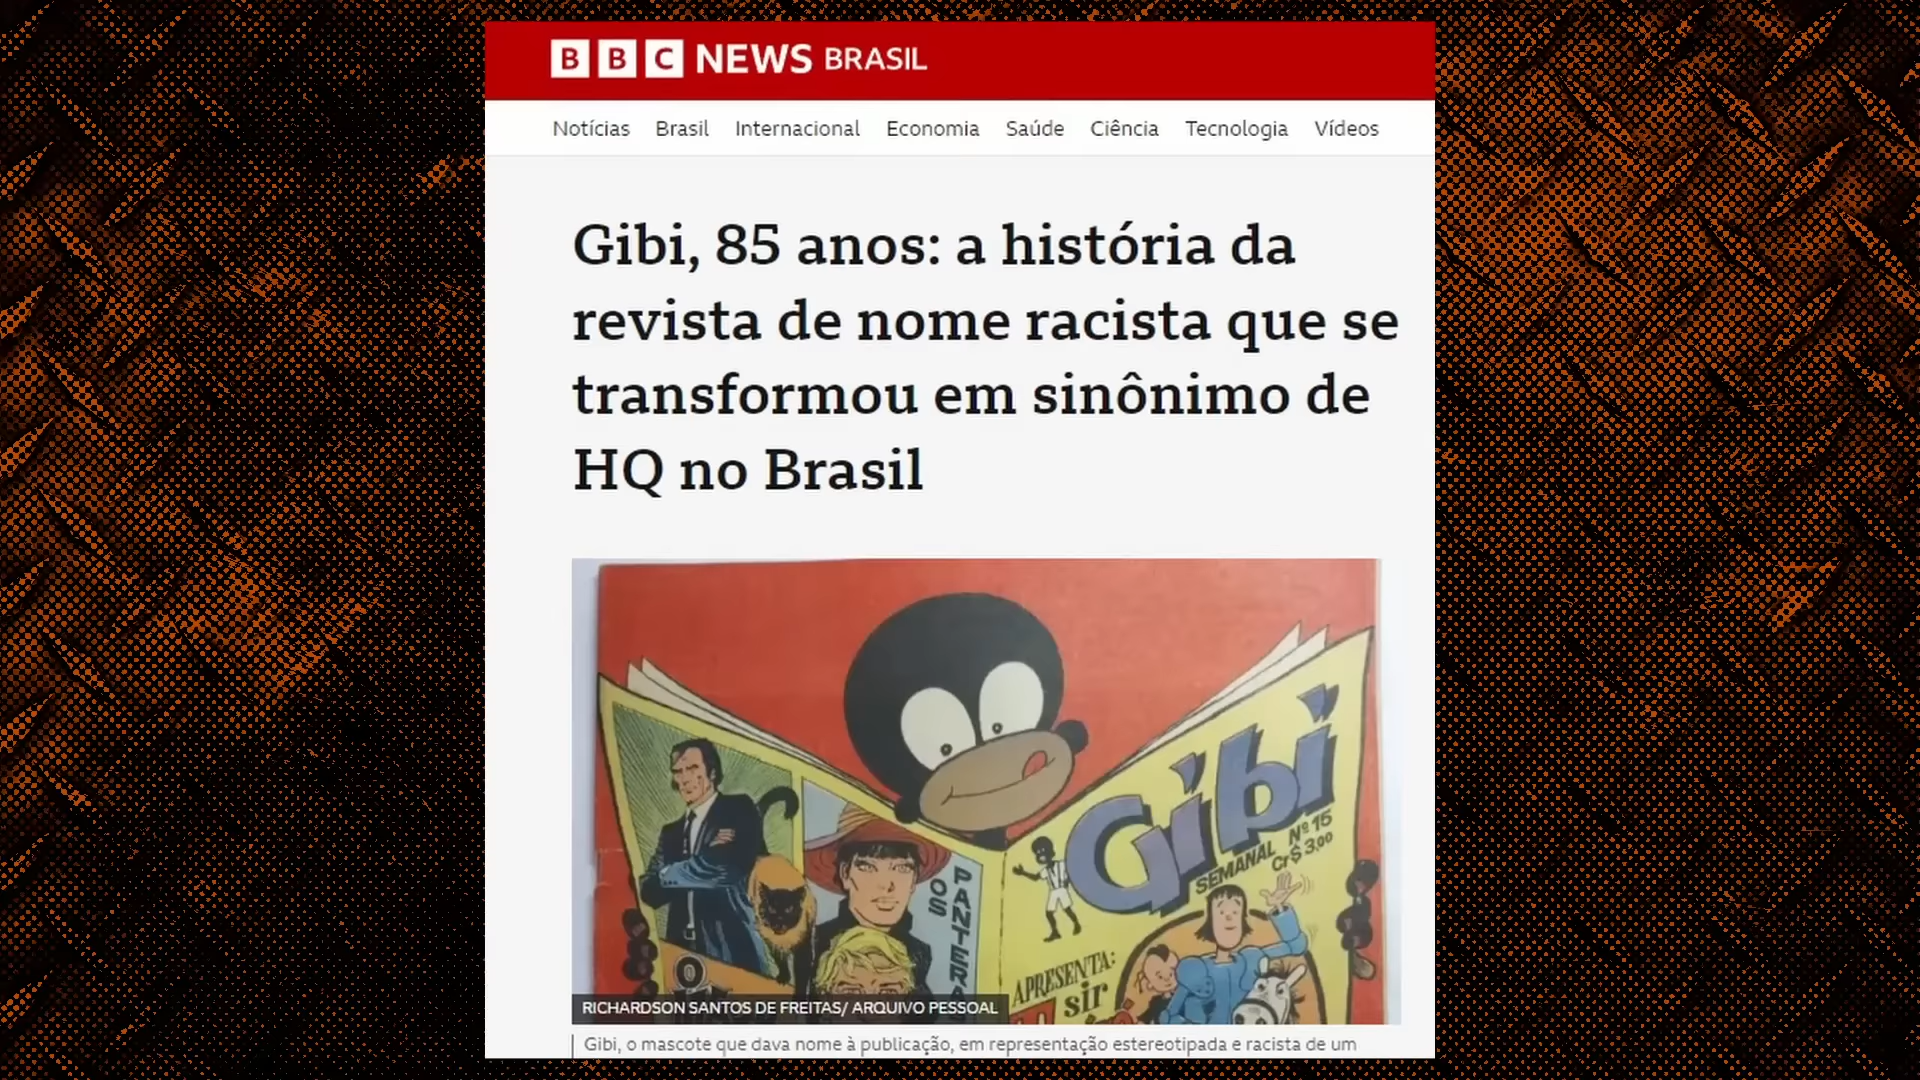 BBC NEWS BRASIL
Notícias Brasil Internacional Economia Saúde Ciência Tecnologia Vídeos
Gibi, 85 anos: a história da
revista de nome racista que se
transformou em sinônimo de
HQ no Brasil
Gibi
Nº 15
SEMANAL Cr$ 3,00
OS
PANTERA
O
APRESENTA:
sir
RICHARDSON SANTOS DE FREITAS/ ARQUIVO PESSOAL
Gibi, o mascote que dava nome à publicação, em representação estereotipada e racista de um